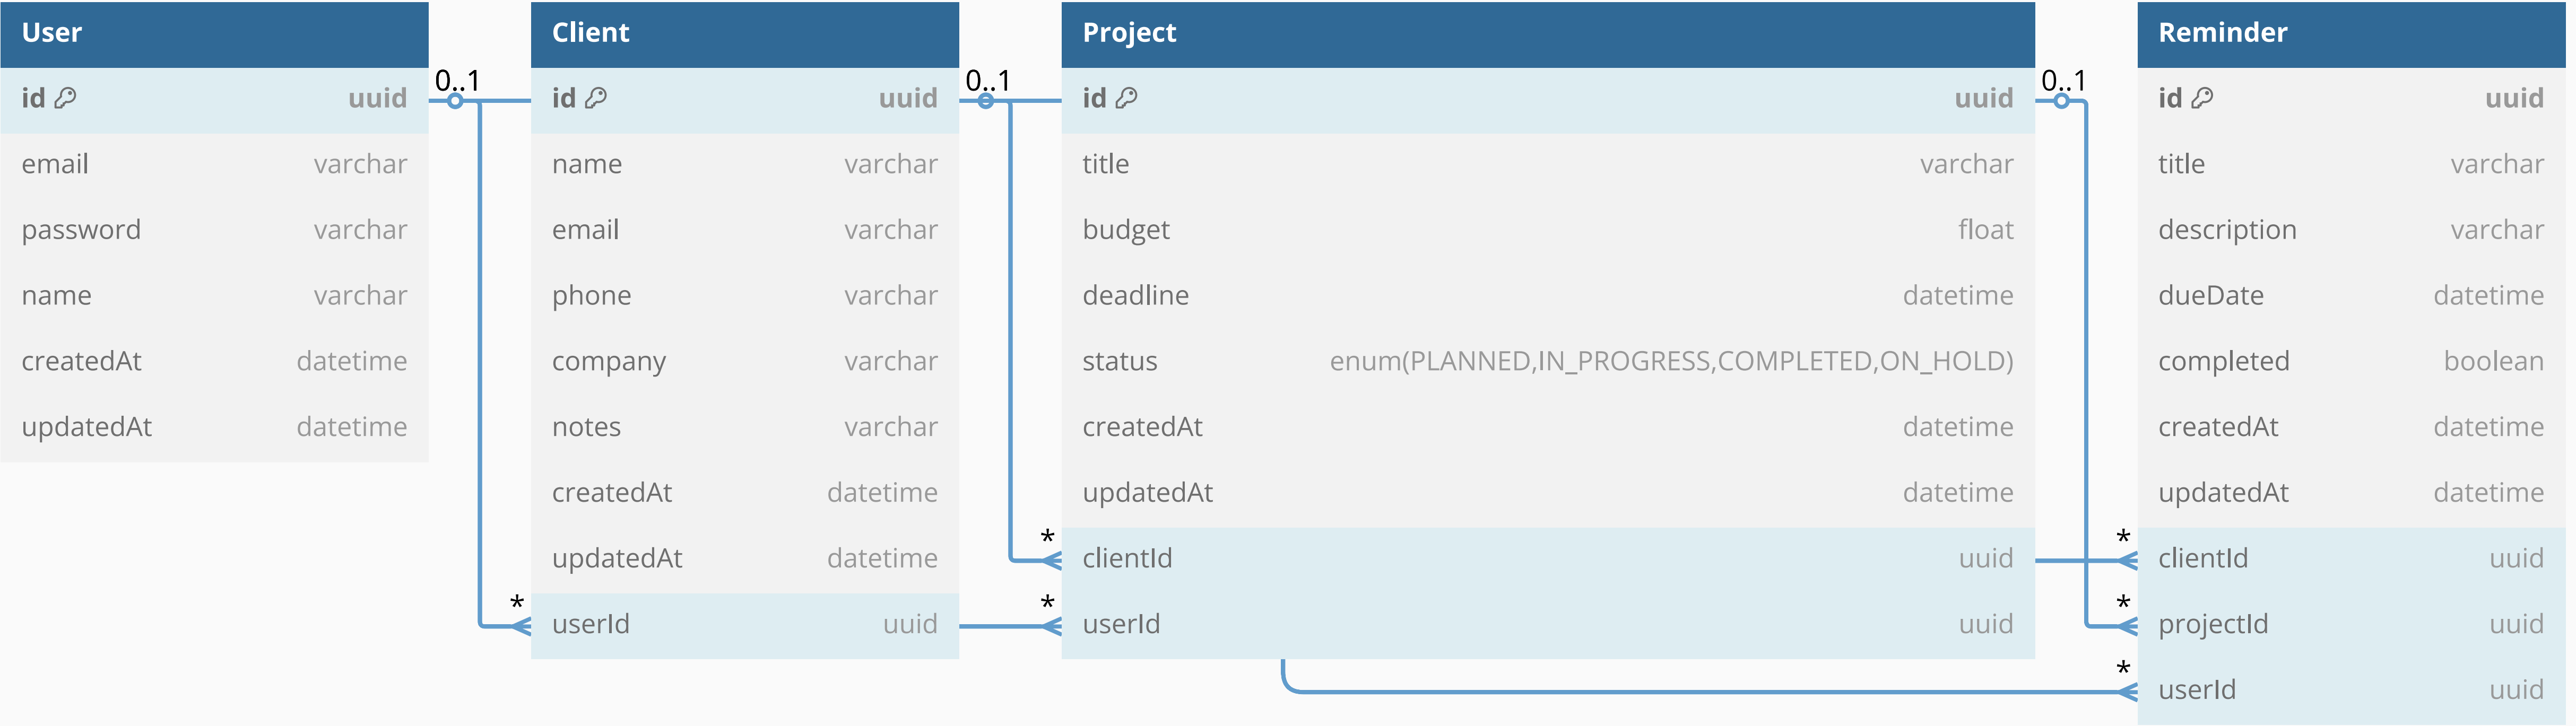 User
id uuid
email varchar
password varchar
name varchar
createdAt datetime
updatedAt datetime
0..1
*
Client
id uuid
name varchar
email varchar
phone varchar
company varchar
notes varchar
createdAt datetime
updatedAt datetime
userId uuid
0..1
*
*
Project
id uuid
title varchar
budget float
deadline datetime
status enum(PLANNED,IN_PROGRESS,COMPLETED,ON_HOLD)
createdAt datetime
updatedAt datetime
clientId uuid
userId uuid
0..1
*
*
*
Reminder
id uuid
title varchar
description varchar
dueDate datetime
completed boolean
createdAt datetime
updatedAt datetime
clientId uuid
projectId uuid
userId uuid